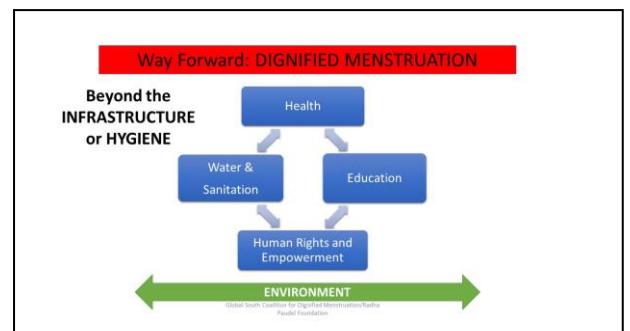 Way Forward: DIGNIFIED MENSTRUATION
Beyond the
INFRASTRUCTURE
or HYGIENE
Health
Water &
Sanitation
Education
Human Rights and
Empowerment
ENVIRONMENT
Global South Coalition for Dignified Menstruation/Radha
Paudel Foundation